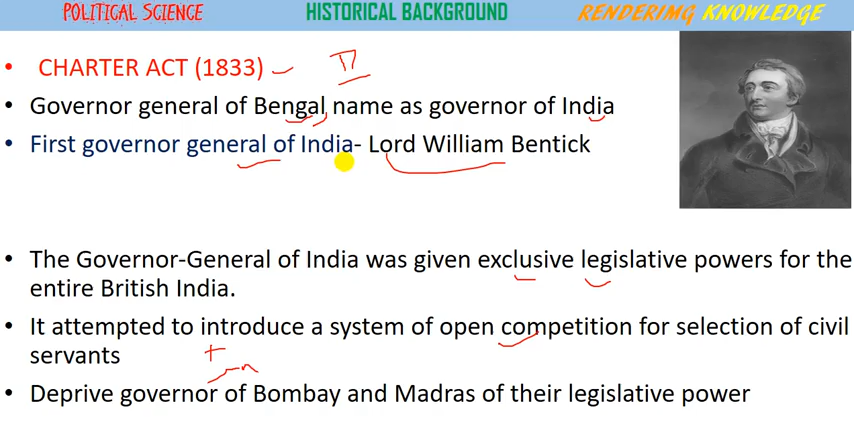 POLITICAL SCIENCE HISTORICAL BACKGROUND RENDERIMG KNOWLEDGE
• CHARTER ACT (1833)
• Governor general of Bengal name as governor of India
• First governor general of India- Lord William Bentick
• The Governor-General of India was given exclusive legislative powers for the
entire British India.
• It attempted to introduce a system of open competition for selection of civil
servants
• Deprive governor of Bombay and Madras of their legislative power